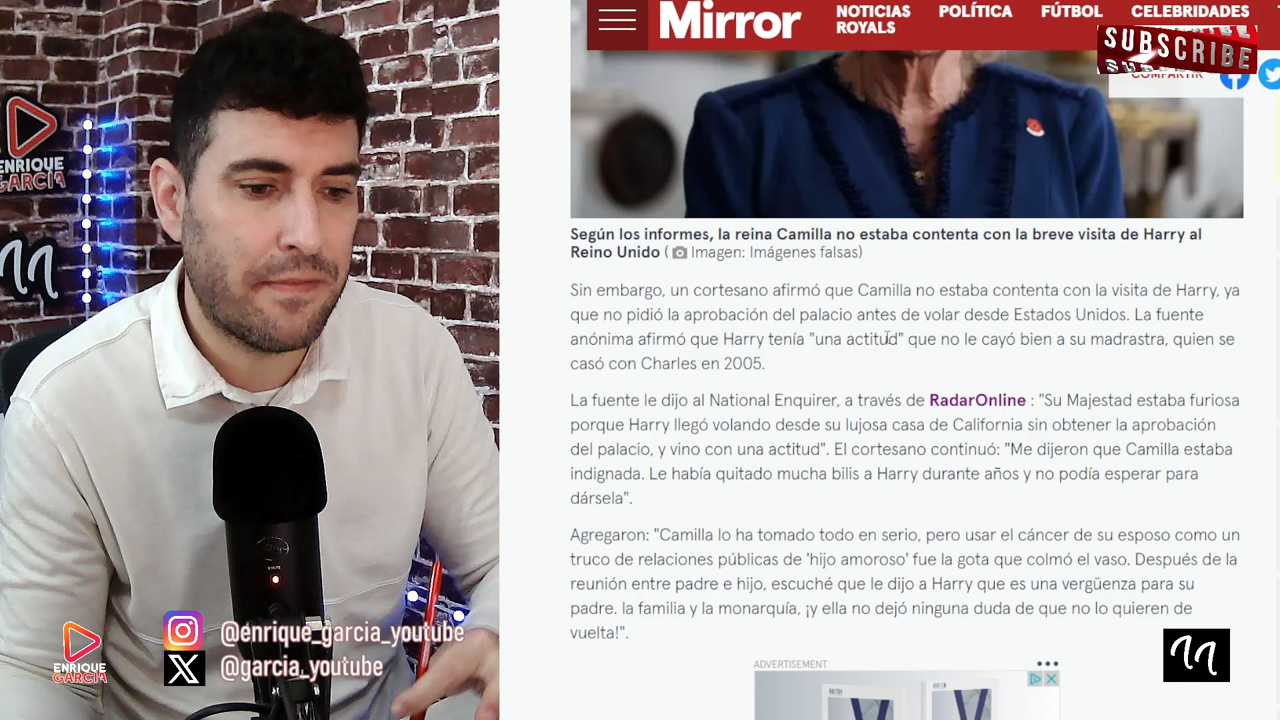 Mirror
NOTICIAS
ROYALS
POLÍTICA
FÚTBOL
CELEBRIDADES
SUBSCRIBE
COMPARTIR
ENRIQUE
GARCIA
Según los informes, la reina Camilla no estaba contenta con la breve visita de Harry al
Reino Unido ( Imagen: Imágenes falsas)
Sin embargo, un cortesano afirmó que Camilla no estaba contenta con la visita de Harry, ya
que no pidió la aprobación del palacio antes de volar desde Estados Unidos. La fuente
anónima afirmó que Harry tenía "una actitud" que no le cayó bien a su madrastra, quien se
casó con Charles en 2005.
La fuente le dijo al National Enquirer, a través de RadarOnline : "Su Majestad estaba furiosa
porque Harry llegó volando desde su lujosa casa de California sin obtener la aprobación
del palacio, y vino con una actitud". El cortesano continuó: "Me dijeron que Camilla estaba
indignada. Le había quitado mucha bilis a Harry durante años y no podía esperar para
dársela".
Agregaron: "Camilla lo ha tomado todo en serio, pero usar el cáncer de su esposo como un
truco de relaciones públicas de 'hijo amoroso' fue la gota que colmó el vaso. Después de la
reunión entre padre e hijo, escuché que le dijo a Harry que es una vergüenza para su
padre. la familia y la monarquía, ¡y ella no dejó ninguna duda de que no lo quieren de
vuelta!".
ADVERTISEMENT
@enrique_garcia_youtube
@garcia_youtube
ENRIQUE
GARCIA